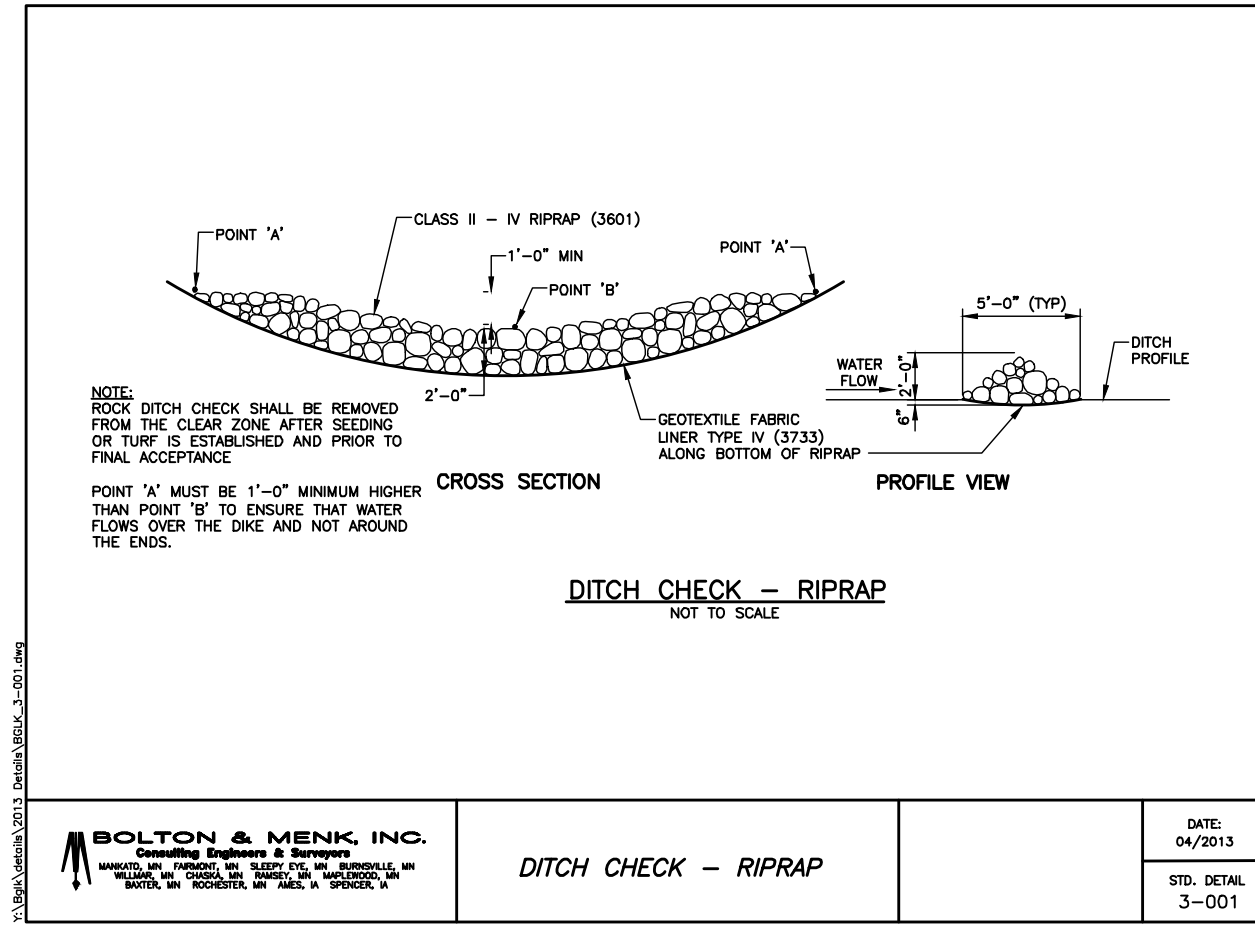 POINT 'A'
CLASS II – IV RIPRAP (3601)
1'–0" MIN
POINT 'B'
POINT 'A'
2'–0"
5'–0" (TYP)
WATER
FLOW
2'–0"
6"
DITCH
PROFILE
GEOTEXTILE FABRIC
LINER TYPE IV (3733)
ALONG BOTTOM OF RIPRAP
NOTE:
ROCK DITCH CHECK SHALL BE REMOVED
FROM THE CLEAR ZONE AFTER SEEDING
OR TURF IS ESTABLISHED AND PRIOR TO
FINAL ACCEPTANCE
POINT 'A' MUST BE 1'–0" MINIMUM HIGHER
THAN POINT 'B' TO ENSURE THAT WATER
FLOWS OVER THE DIKE AND NOT AROUND
THE ENDS.
CROSS SECTION
PROFILE VIEW
DITCH CHECK – RIPRAP
NOT TO SCALE
Y:\Bglk\details\2013 Details\BGLK_3-001.dwg
BOLTON & MENK, INC.
Consulting Engineers & Surveyors
MANKATO, MN FAIRMONT, MN SLEEPY EYE, MN BURNSVILLE, MN
WILLMAR, MN CHASKA, MN RAMSEY, MN MAPLEWOOD, MN
BAXTER, MN ROCHESTER, MN AMES, IA SPENCER, IA
DITCH CHECK – RIPRAP
DATE:
04/2013
STD. DETAIL
3–001